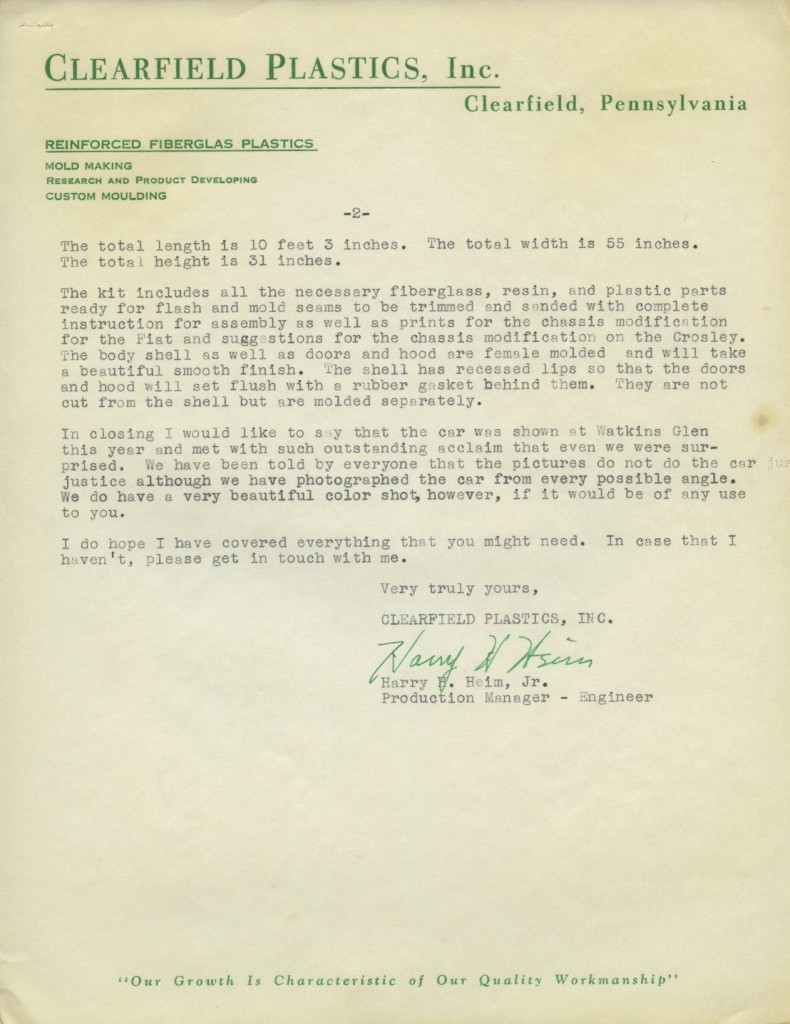 CLEARFIELD PLASTICS, Inc.
Clearfield, Pennsylvania
REINFORCED FIBERGLAS PLASTICS
MOLD MAKING
RESEARCH AND PRODUCT DEVELOPING
CUSTOM MOULDING
-2-
The total length is 10 feet 3 inches. The total width is 55 inches.
The total height is 31 inches.
The kit includes all the necessary fiberglass, resin, and plastic parts
ready for flash and mold seams to be trimmed and sanded with complete
instruction for assembly as well as prints for the chassis modification
for the Fiat and suggestions for the chassis modification on the Crosley.
The body shell as well as doors and hood are female molded and will take
a beautiful smooth finish. The shell has recessed lips so that the doors
and hood will set flush with a rubber gasket behind them. They are not
cut from the shell but are molded separately.
In closing I would like to say that the car was shown at Watkins Glen
this year and met with such outstanding acclaim that even we were sur-
prised. We have been told by everyone that the pictures do not do the car jus
justice although we have photographed the car from every possible angle.
We do have a very beautiful color shot, however, if it would be of any use
to you.
I do hope I have covered everything that you might need. In case that I
haven't, please get in touch with me.
Very truly yours,
CLEARFIELD PLASTICS, INC.
Harry H Heim
Harry H. Heim, Jr.
Production Manager - Engineer
"Our Growth Is Characteristic of Our Quality Workmanship"